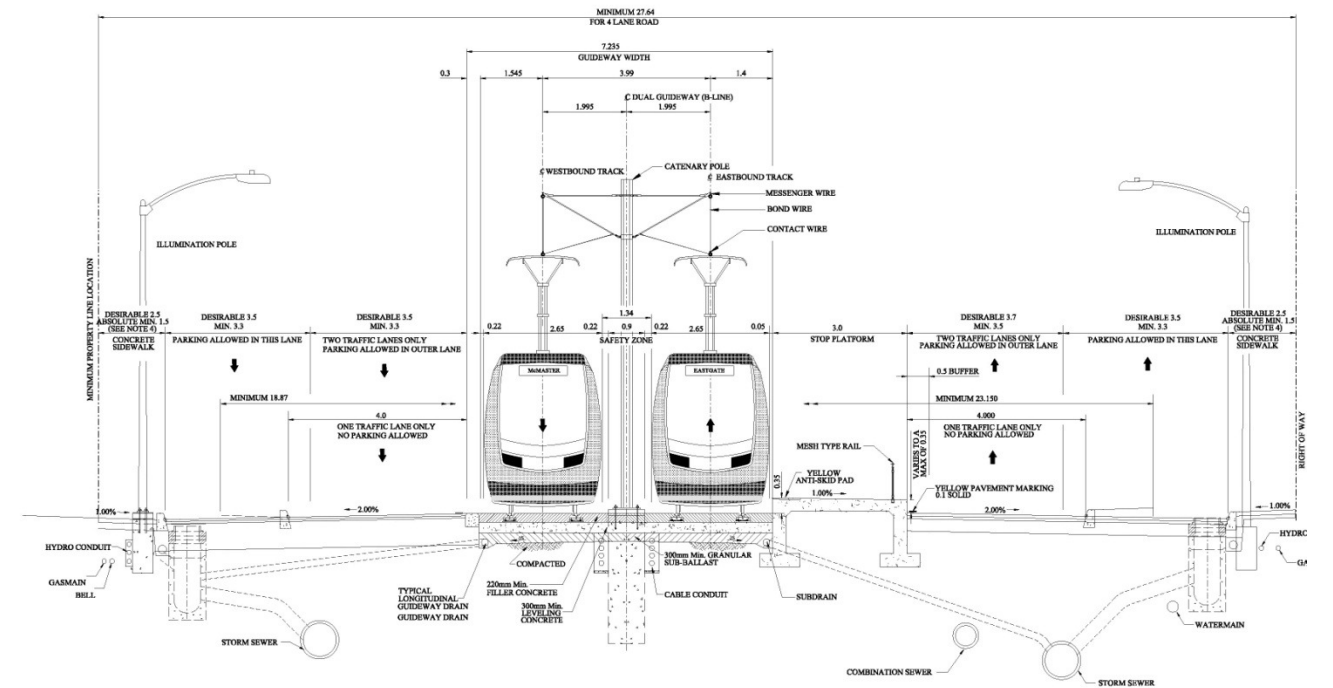 MINIMUM 27.64
FOR 4 LANE ROAD
7.235
GUIDEWAY WIDTH
0.3
1.545
3.99
1.4
℄ DUAL GUIDEWAY (B-LINE)
1.995
1.995
CATENARY POLE
℄ WESTBOUND TRACK
℄ EASTBOUND TRACK
MESSENGER WIRE
BOND WIRE
CONTACT WIRE
ILLUMINATION POLE
ILLUMINATION POLE
MINIMUM PROPERTY LINE LOCATION
RIGHT OF WAY
DESIRABLE 2.5
ABSOLUTE MIN. 1.5
(SEE NOTE 4)
CONCRETE
SIDEWALK
DESIRABLE 3.5
MIN. 3.3
PARKING ALLOWED IN THIS LANE
DESIRABLE 3.5
MIN. 3.3
TWO TRAFFIC LANES ONLY
PARKING ALLOWED IN OUTER LANE
0.22
2.65
0.22
1.34
0.9
SAFETY ZONE
0.22
2.65
0.05
3.0
STOP PLATFORM
DESIRABLE 3.7
MIN. 3.5
TWO TRAFFIC LANES ONLY
PARKING ALLOWED IN OUTER LANE
DESIRABLE 3.5
MIN. 3.3
PARKING ALLOWED IN THIS LANE
DESIRABLE 2.5
ABSOLUTE MIN. 1.5
(SEE NOTE 4)
CONCRETE
SIDEWALK
McMASTER
EASTGATE
0.5 BUFFER
MINIMUM 18.87
MINIMUM 23.150
4.0
ONE TRAFFIC LANE ONLY
NO PARKING ALLOWED
4.000
ONE TRAFFIC LANE ONLY
NO PARKING ALLOWED
MESH TYPE RAIL
VARIES TO A
MAX OF 0.35
0.35
YELLOW
ANTI-SKID PAD
1.00%
YELLOW PAVEMENT MARKING
0.1 SOLID
1.00%
2.00%
2.00%
1.00%
HYDRO CONDUIT
GASMAIN
BELL
HYDRO
GA
COMPACTED
300mm Min. GRANULAR
SUB-BALLAST
220mm Min.
FILLER CONCRETE
CABLE CONDUIT
SUBDRAIN
TYPICAL
LONGITUDINAL
GUIDEWAY DRAIN
GUIDEWAY DRAIN
300mm Min.
LEVELING
CONCRETE
STORM SEWER
WATERMAIN
COMBINATION SEWER
STORM SEWER